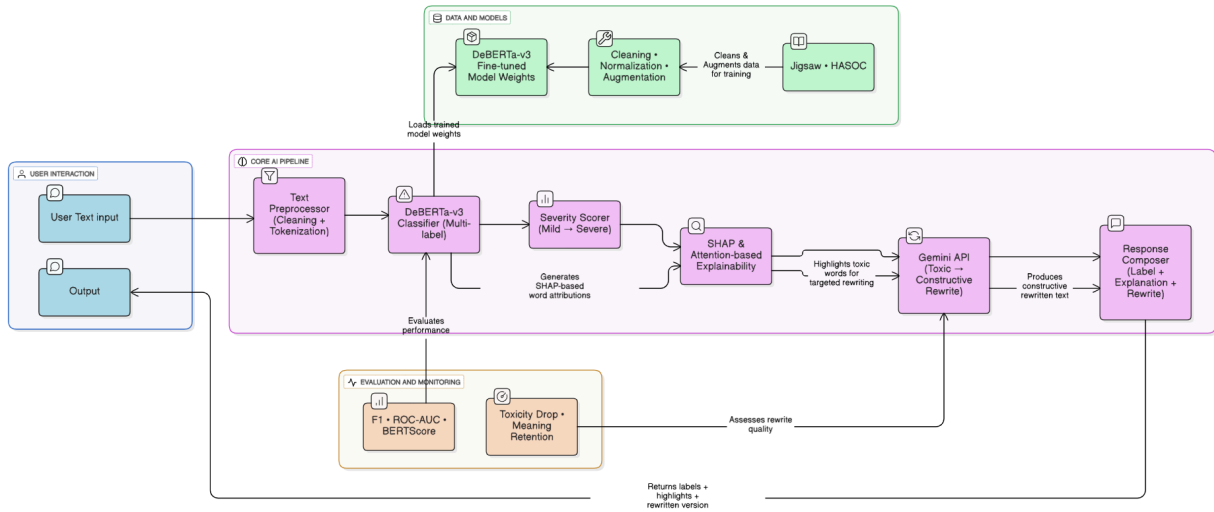 DATA AND MODELS
DeBERTa-v3
Fine-tuned
Model Weights
Cleaning •
Normalization •
Augmentation
Cleans &
Augments data
for training
Jigsaw • HASOC
Loads trained
model weights
USER INTERACTION
User Text input
Output
CORE AI PIPELINE
Text
Preprocessor
(Cleaning +
Tokenization)
DeBERTa-v3
Classifier (Multi-
label)
Severity Scorer
(Mild → Severe)
Generates
SHAP-based
word attributions
SHAP &
Attention-based
Explainability
Highlights toxic
words for
targeted rewriting
Gemini API
(Toxic →
Constructive
Rewrite)
Produces
constructive
rewritten text
Response
Composer
(Label +
Explanation +
Rewrite)
Evaluates
performance
EVALUATION AND MONITORING
F1 • ROC-AUC •
BERTScore
Toxicity Drop •
Meaning
Retention
Assesses rewrite
quality
Returns labels +
highlights +
rewritten version